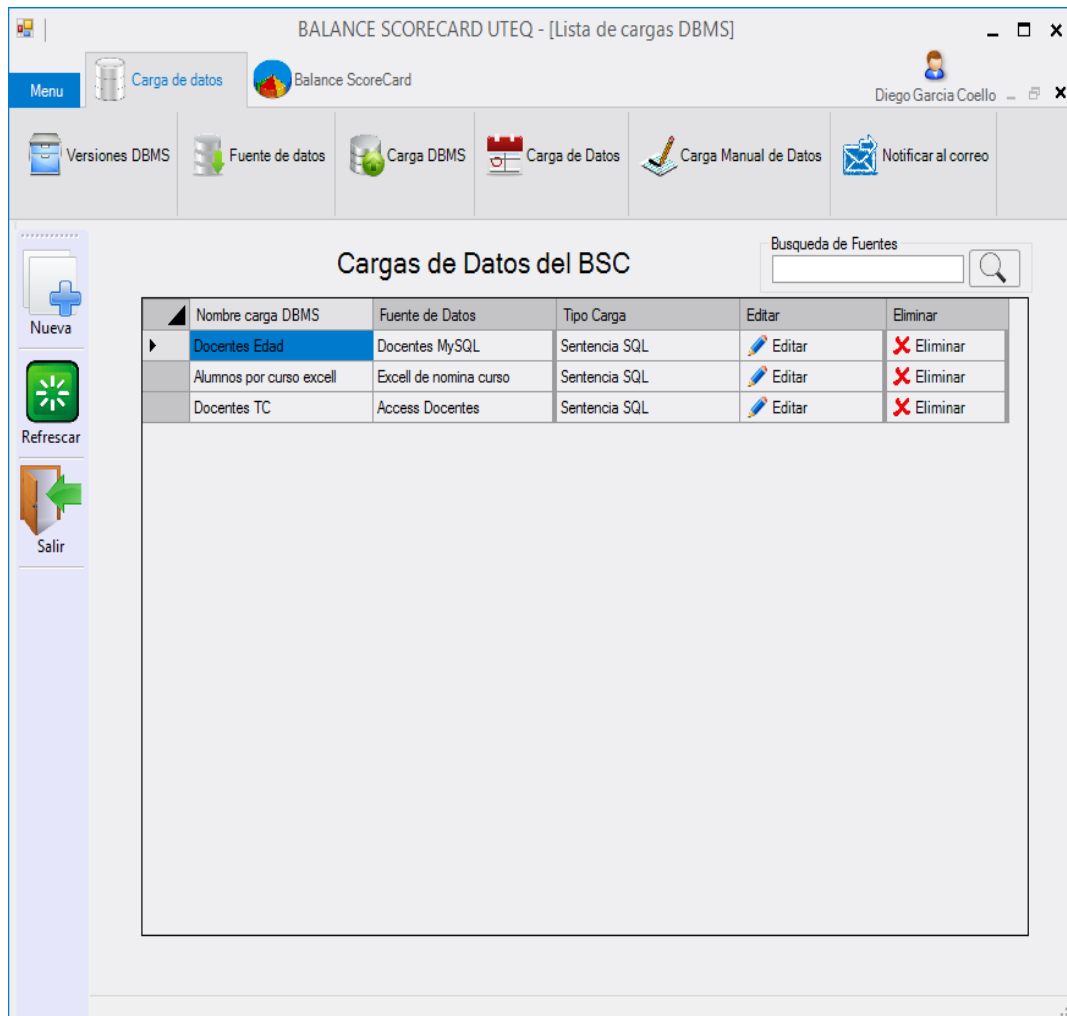 BALANCE SCORECARD UTEQ - [Lista de cargas DBMS]
Menu
Carga de datos
Balance ScoreCard
Diego Garcia Coello
Versiones DBMS
Fuente de datos
Carga DBMS
Carga de Datos
Carga Manual de Datos
Notificar al correo
Nueva
Refrescar
Salir
Cargas de Datos del BSC
Busqueda de Fuentes
Nombre carga DBMS Fuente de Datos Tipo Carga Editar Eliminar
Docentes Edad Docentes MySQL Sentencia SQL Editar Eliminar
Alumnos por curso excell Excell de nomina curso Sentencia SQL Editar Eliminar
Docentes TC Access Docentes Sentencia SQL Editar Eliminar